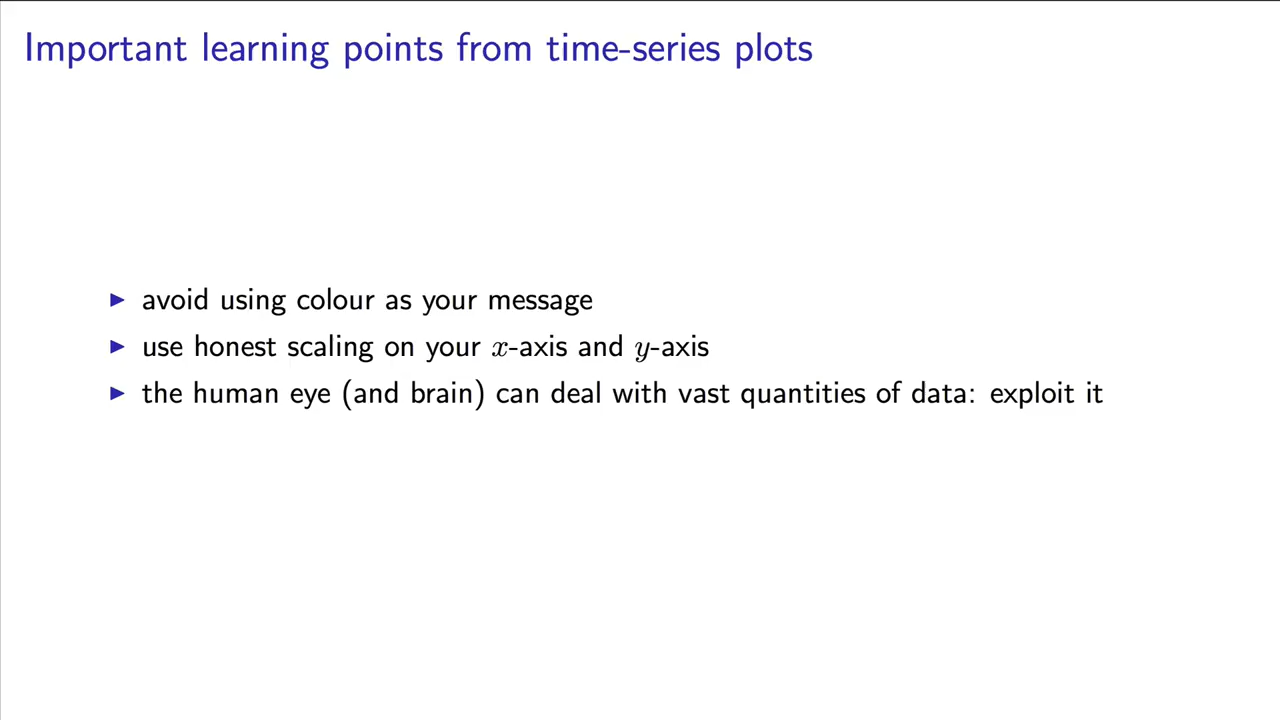 Important learning points from time-series plots
▶ avoid using colour as your message
▶ use honest scaling on your x-axis and y-axis
▶ the human eye (and brain) can deal with vast quantities of data: exploit it